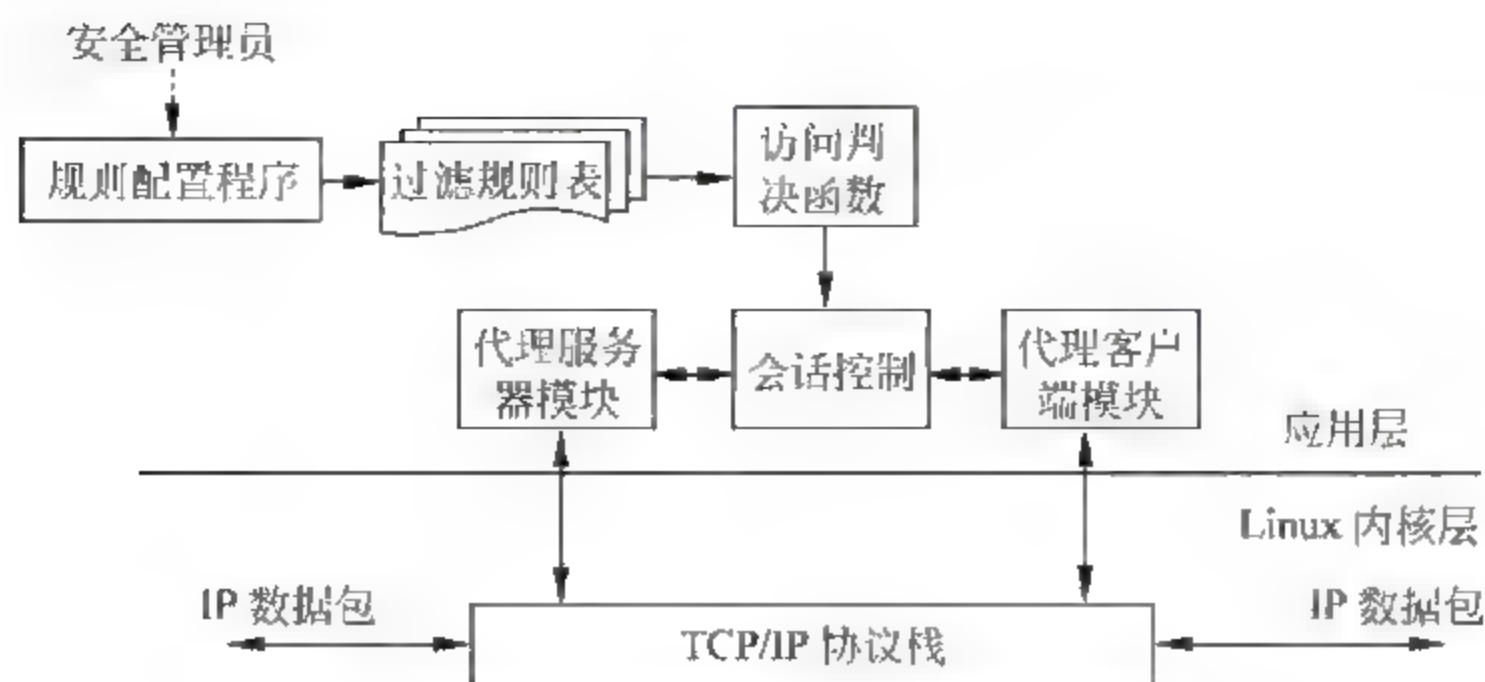 安全管理员
规则配置程序
过滤规则表
访问判
决函数
代理服务
器模块
会话控制
代理客户
端模块
应用层
Linux 内核层
IP 数据包
IP 数据包
TCP/IP 协议栈